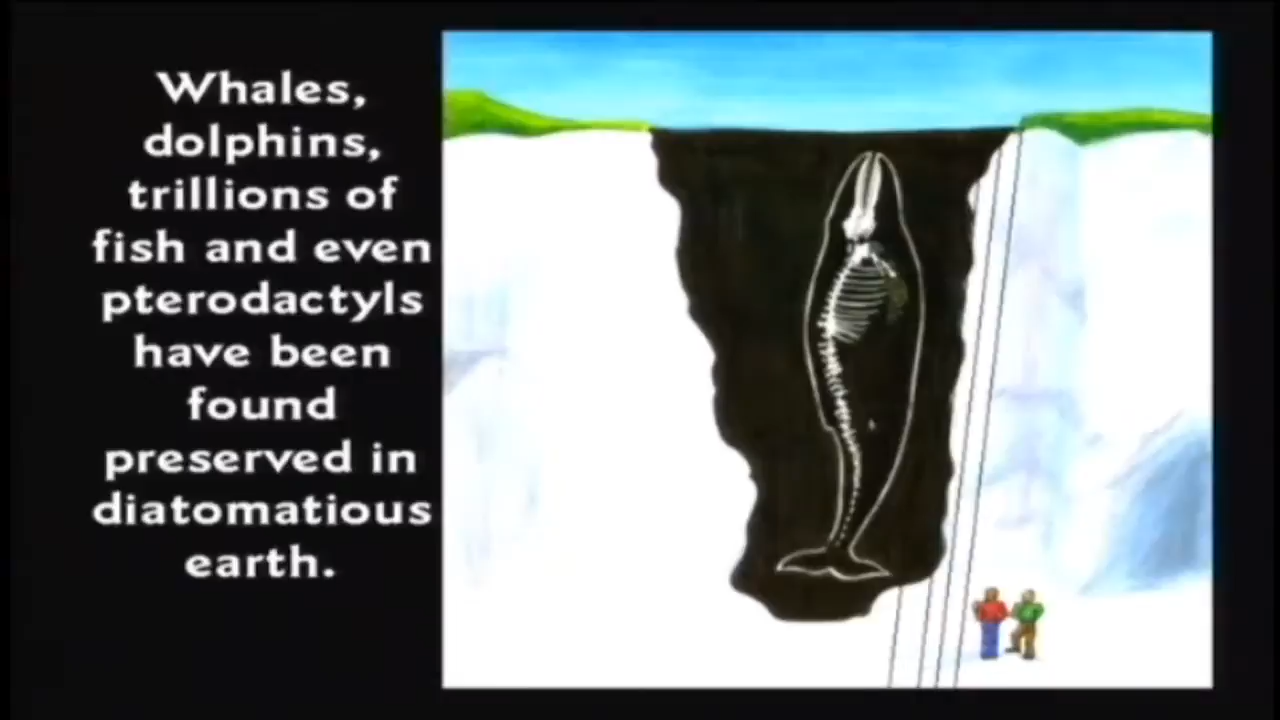 Whales,
dolphins,
trillions of
fish and even
pterodactyls
have been
found
preserved in
diatomatious
earth.